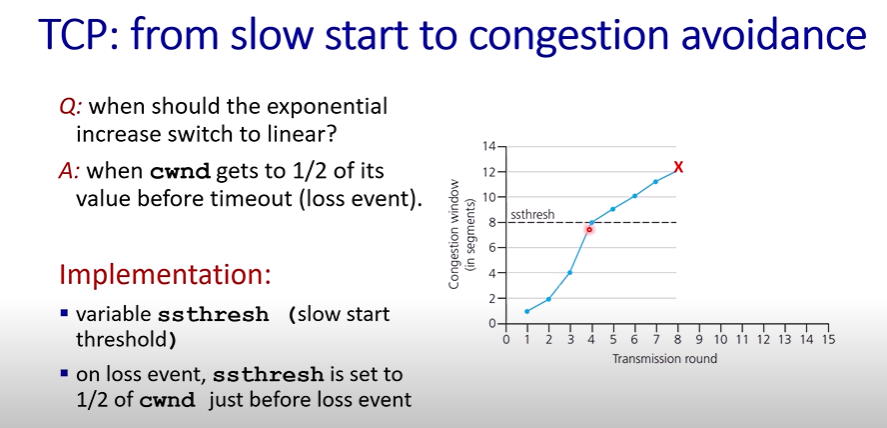 TCP: from slow start to congestion avoidance
Q: when should the exponential
increase switch to linear?
A: when cwnd gets to 1/2 of its
value before timeout (loss event).
Implementation:
▪ variable ssthresh (slow start
threshold)
▪ on loss event, ssthresh is set to
1/2 of cwnd just before loss event
Congestion window
(in segments)
14
12
10
8
6
4
2
0
ssthresh
X
0 1 2 3 4 5 6 7 8 9 10 11 12 13 14 15
Transmission round